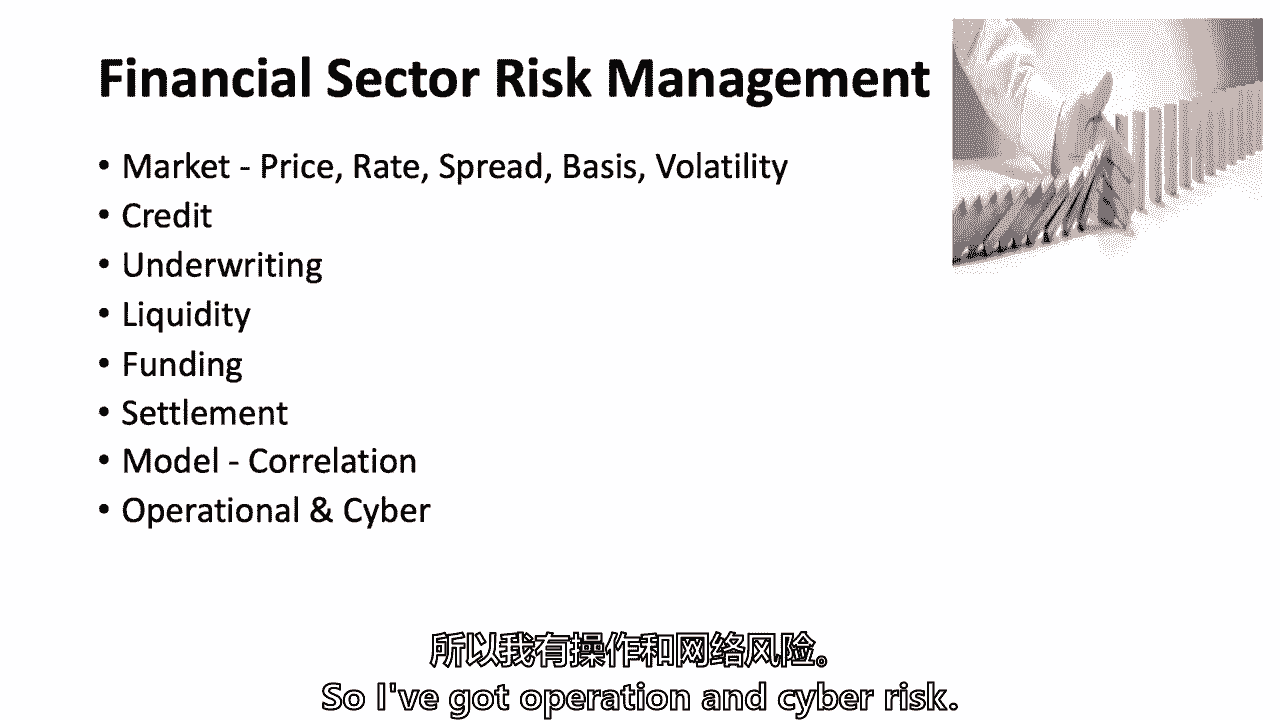 Financial Sector Risk Management
• Market - Price, Rate, Spread, Basis, Volatility
• Credit
• Underwriting
• Liquidity
• Funding
• Settlement
• Model - Correlation
• Operational & Cyber
所以我有操作和网络风险。
So I've got operation and cyber risk.